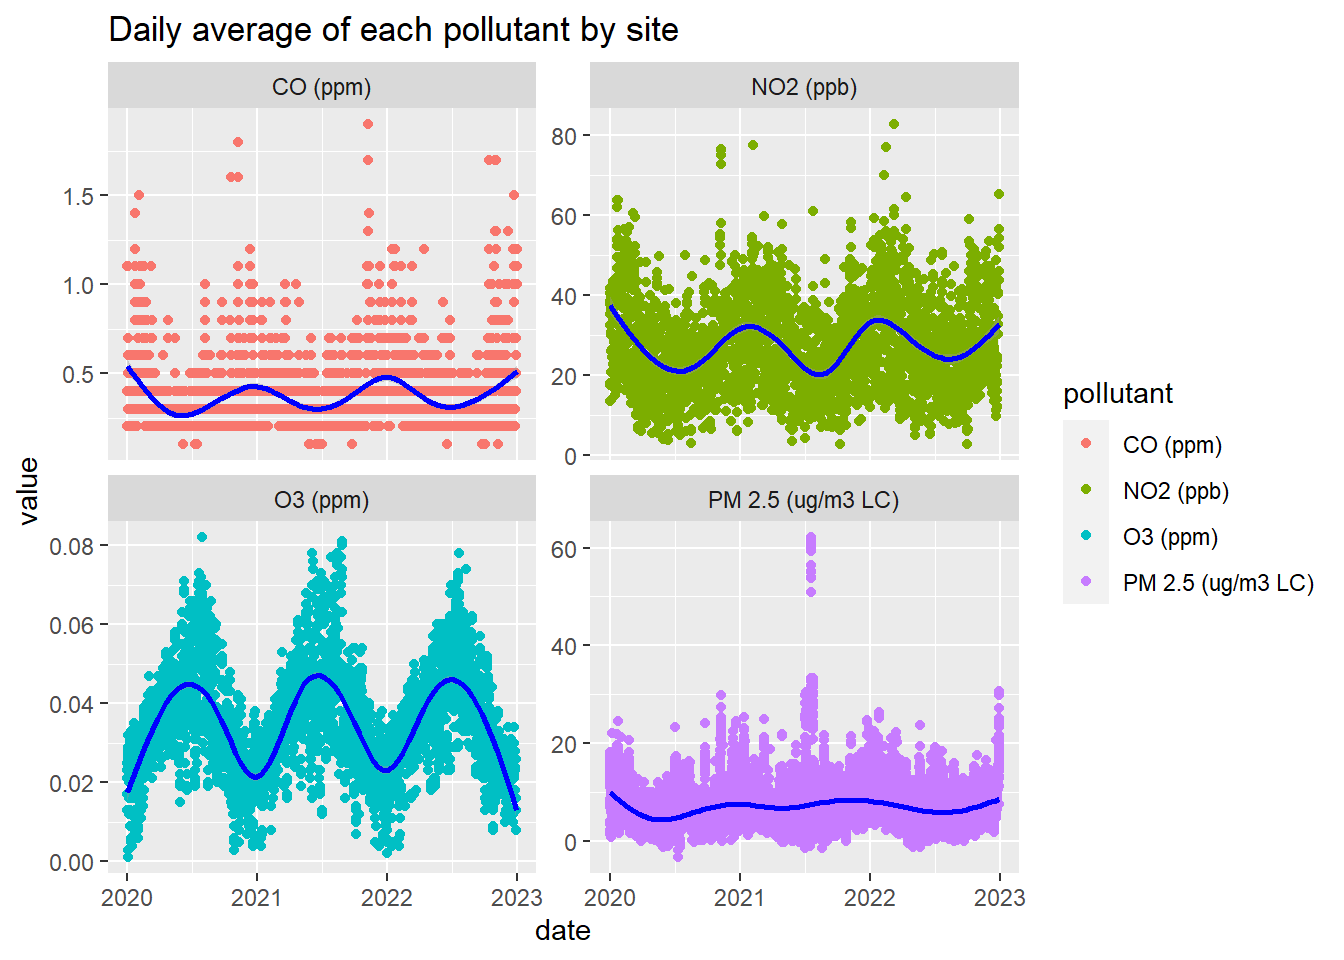 Daily average of each pollutant by site
CO (ppm)
NO2 (ppb)
1.5
1.0
0.5
80
60
40
20
0
value
O3 (ppm)
PM 2.5 (ug/m3 LC)
0.08
0.06
0.04
0.02
0.00
60
40
20
0
2020 2021 2022 2023
2020 2021 2022 2023
date
pollutant
CO (ppm)
NO2 (ppb)
O3 (ppm)
PM 2.5 (ug/m3 LC)